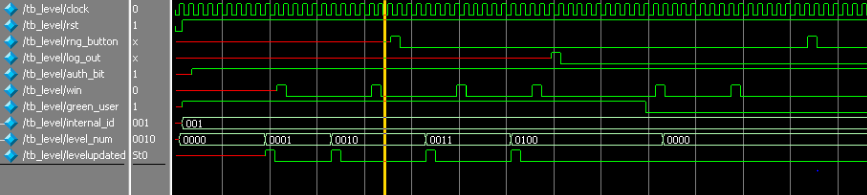 /tb_level/clock 0
/tb_level/rst 1
/tb_level/rng_button x
/tb_level/log_out x
/tb_level/auth_bit 1
/tb_level/win 0
/tb_level/green_user 1
/tb_level/internal_id 001 001
/tb_level/level_num 0010 0000 0001 0010 0011 0100 0000
/tb_level/levelupdated St0